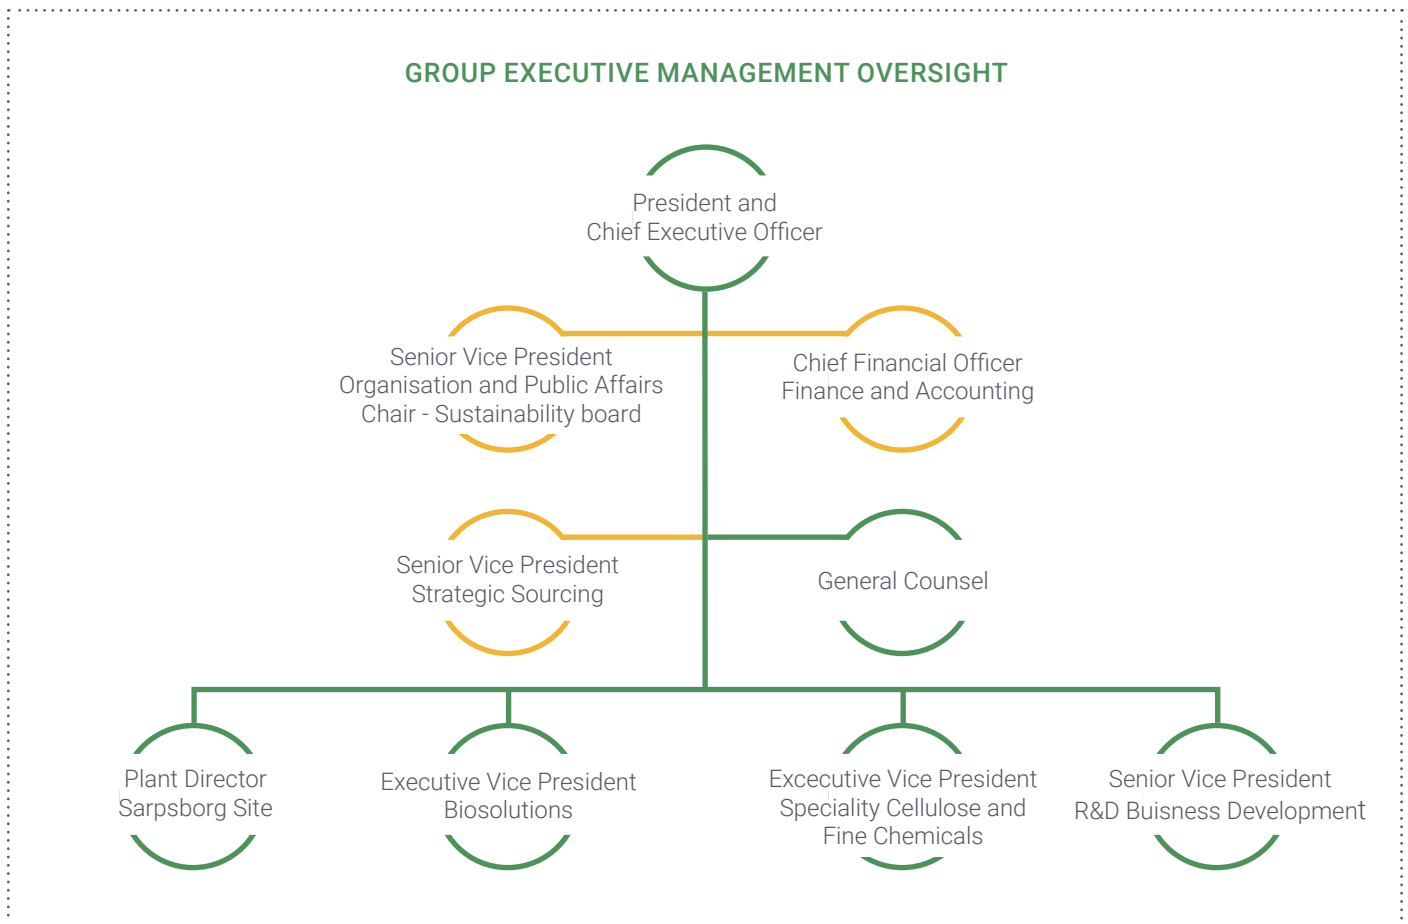 GROUP EXECUTIVE MANAGEMENT OVERSIGHT
President and
Chief Executive Officer
Senior Vice President
Organisation and Public Affairs
Chair - Sustainability board
Chief Financial Officer
Finance and Accounting
Senior Vice President
Strategic Sourcing
General Counsel
Plant Director
Sarpsborg Site
Executive Vice President
Biosolutions
Excecutive Vice President
Speciality Cellulose and
Fine Chemicals
Senior Vice President
R&D Buisness Development